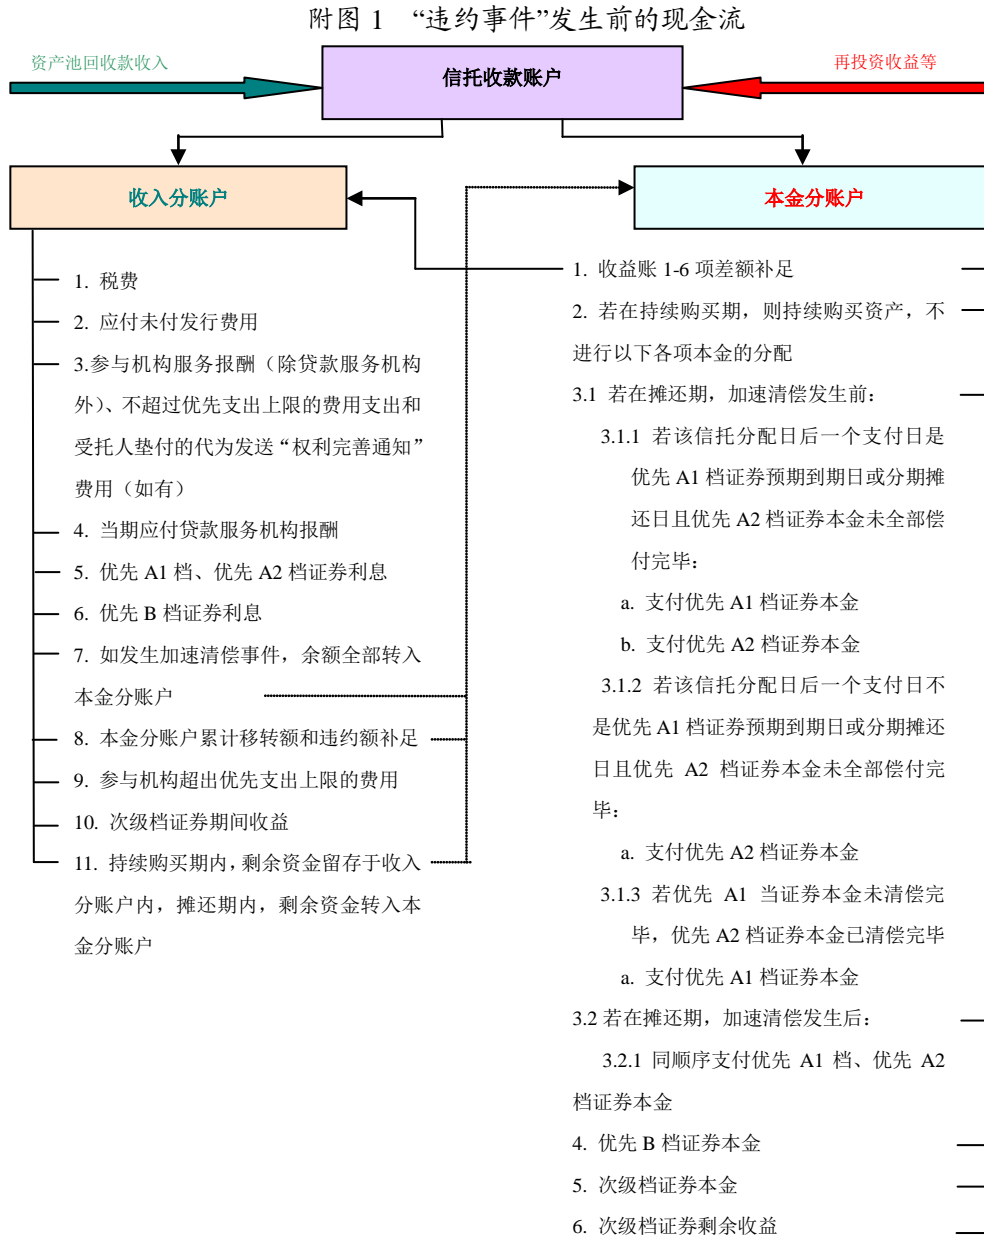 附图 1 “违约事件”发生前的现金流
资产池回收款收入
信托收款账户
再投资收益等
收入分账户
本金分账户
1. 税费
2. 应付未付发行费用
3.参与机构服务报酬（除贷款服务机构
外）、不超过优先支出上限的费用支出和
受托人垫付的代为发送“权利完善通知”
费用（如有）
4. 当期应付贷款服务机构报酬
5. 优先 A1 档、优先 A2 档证券利息
6. 优先 B 档证券利息
7. 如发生加速清偿事件，余额全部转入
本金分账户
8. 本金分账户累计移转额和违约额补足
9. 参与机构超出优先支出上限的费用
10. 次级档证券期间收益
11. 持续购买期内，剩余资金留存于收入
分账户内，摊还期内，剩余资金转入本
金分账户
1. 收益账 1-6 项差额补足
2. 若在持续购买期，则持续购买资产，不
进行以下各项本金的分配
3.1 若在摊还期，加速清偿发生前：
3.1.1 若该信托分配日后一个支付日是
优先 A1 档证券预期到期日或分期摊
还日且优先 A2 档证券本金未全部偿
付完毕：
a. 支付优先 A1 档证券本金
b. 支付优先 A2 档证券本金
3.1.2 若该信托分配日后一个支付日不
是优先 A1 档证券预期到期日或分期摊还
日且优先 A2 档证券本金未全部偿付完
毕：
a. 支付优先 A2 档证券本金
3.1.3 若优先 A1 当证券本金未清偿完
毕，优先 A2 档证券本金已清偿完毕
a. 支付优先 A1 档证券本金
3.2 若在摊还期，加速清偿发生后：
3.2.1 同顺序支付优先 A1 档、优先 A2
档证券本金
4. 优先 B 档证券本金
5. 次级档证券本金
6. 次级档证券剩余收益